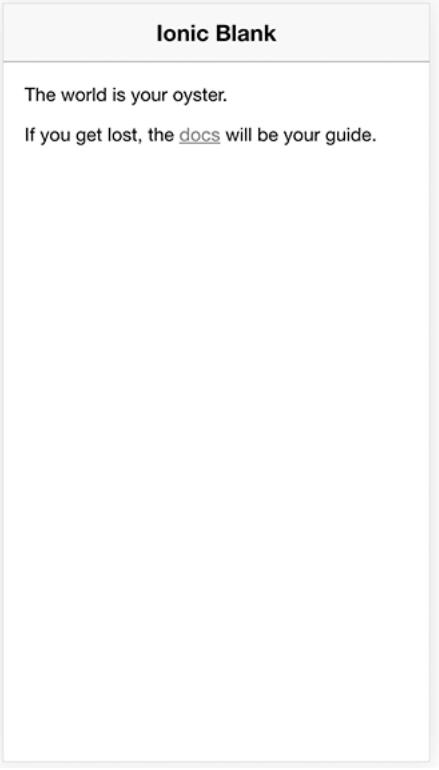 Ionic Blank
The world is your oyster.
If you get lost, the docs will be your guide.